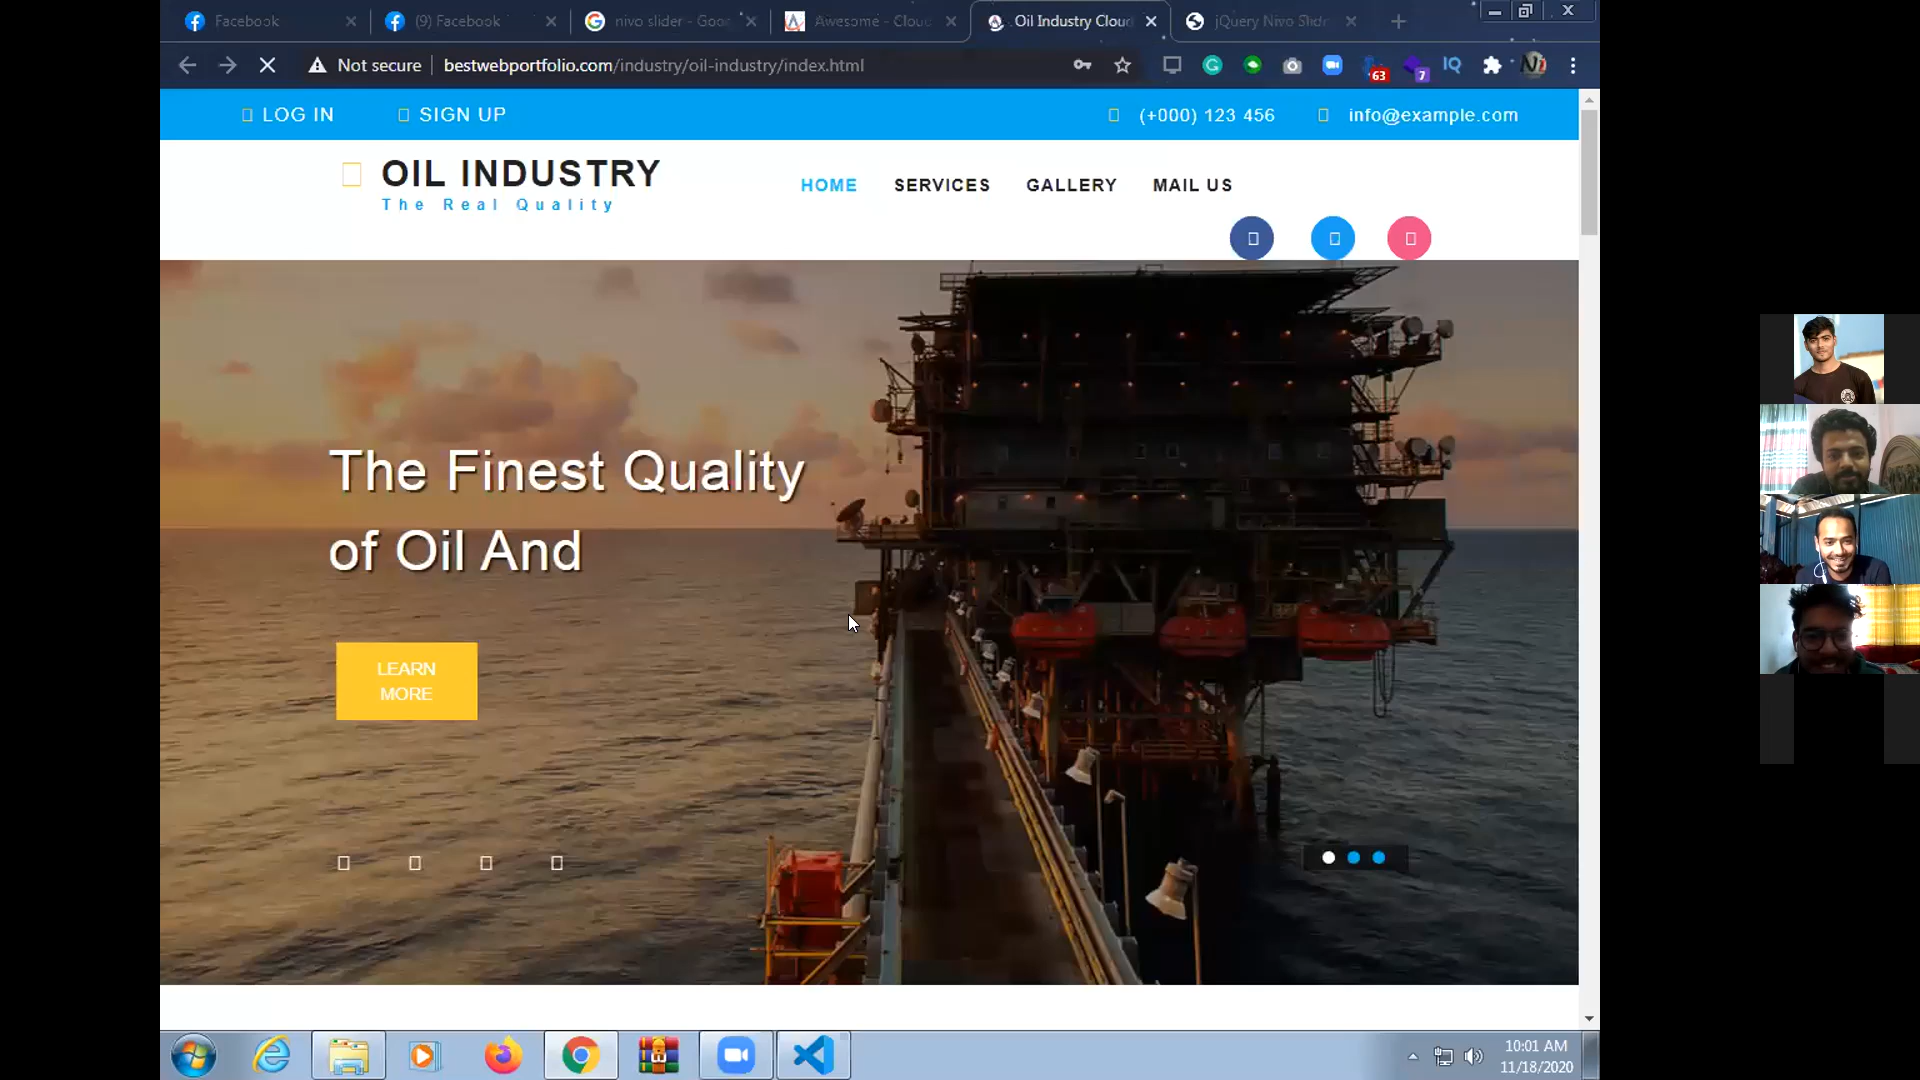 Facebook
(9) Facebook
nivo slider - Goo
Awesome - Cloud
Oil Industry Cloud
jQuery Nivo Slid
Not secure
bestwebportfolio.com/industry/oil-industry/index.html
63
7
IQ
LOG IN
SIGN UP
(+000) 123 456
info@example.com
OIL INDUSTRY
The Real Quality
HOME
SERVICES
GALLERY
MAIL US
The Finest Quality
of Oil And
LEARN
MORE
10:01 AM
11/18/2020